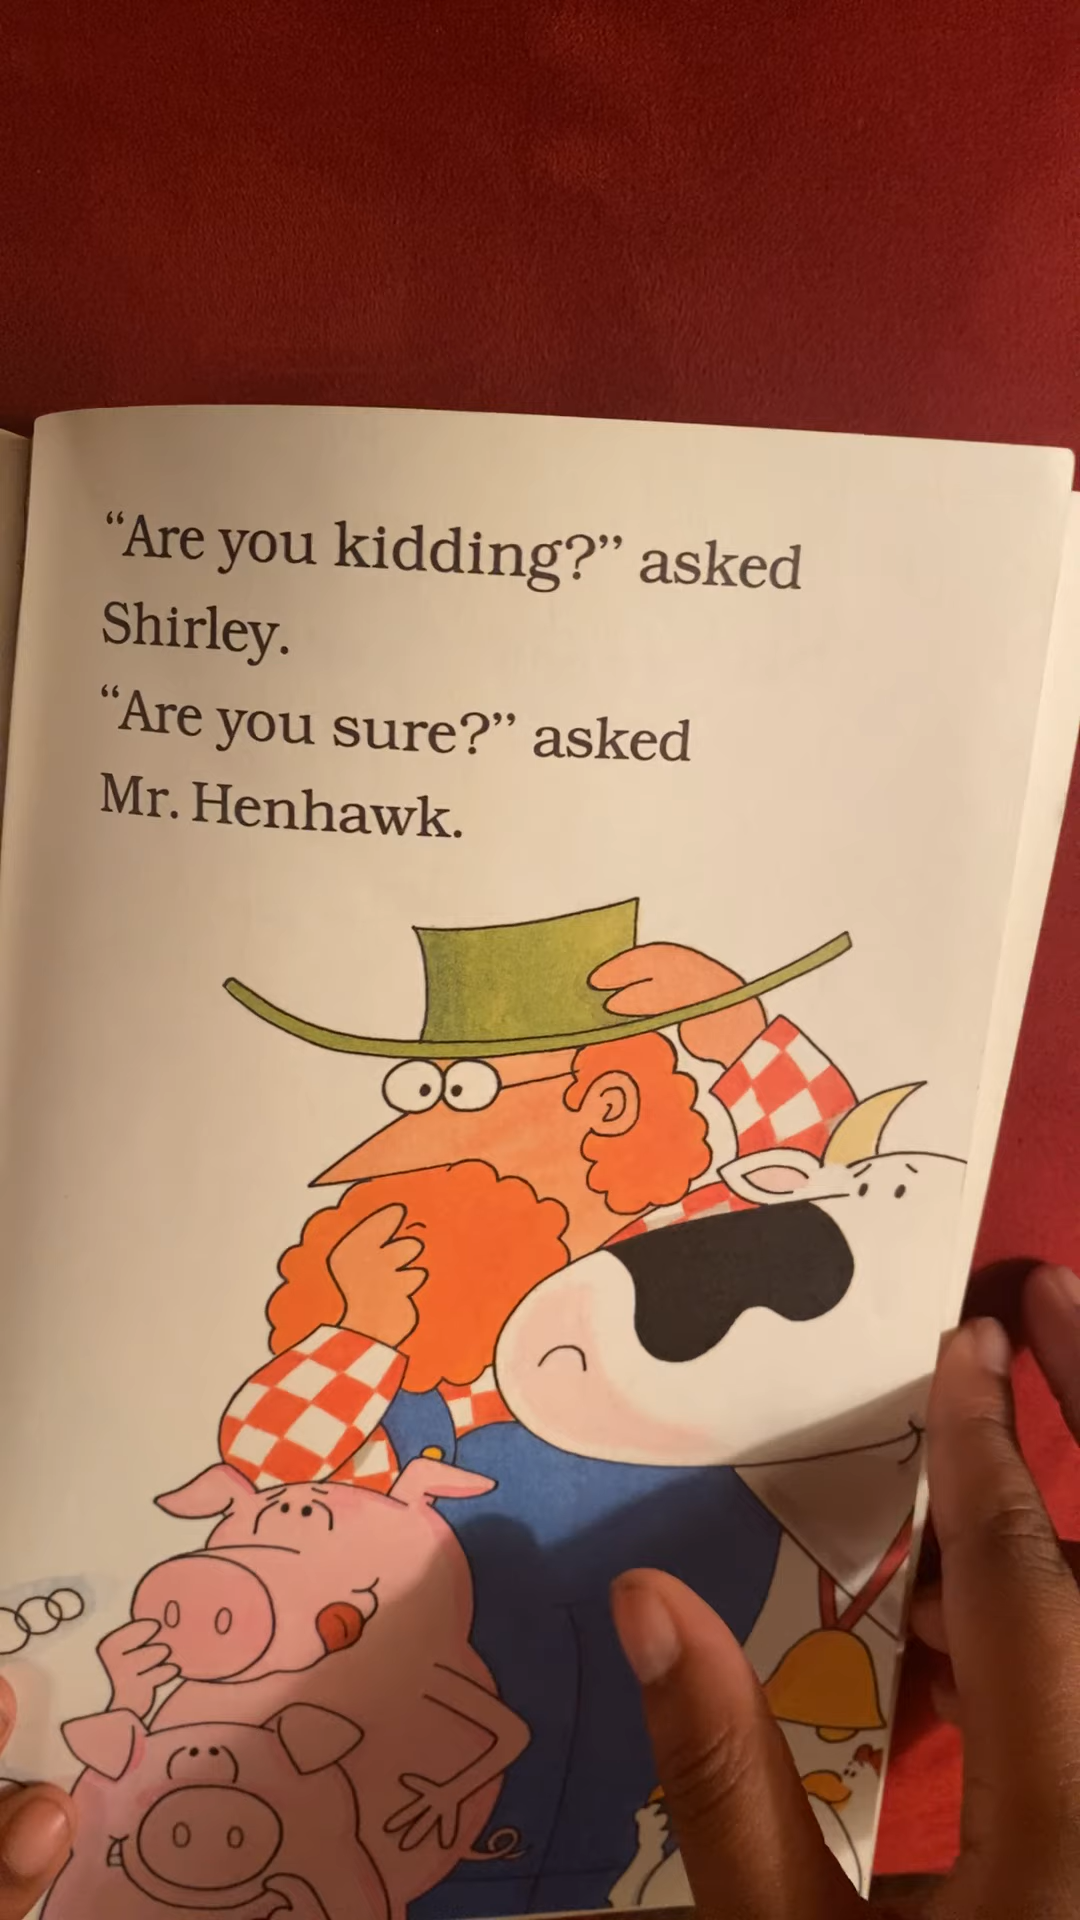 “Are you kidding?” asked
Shirley.
“Are you sure?” asked
Mr. Henhawk.